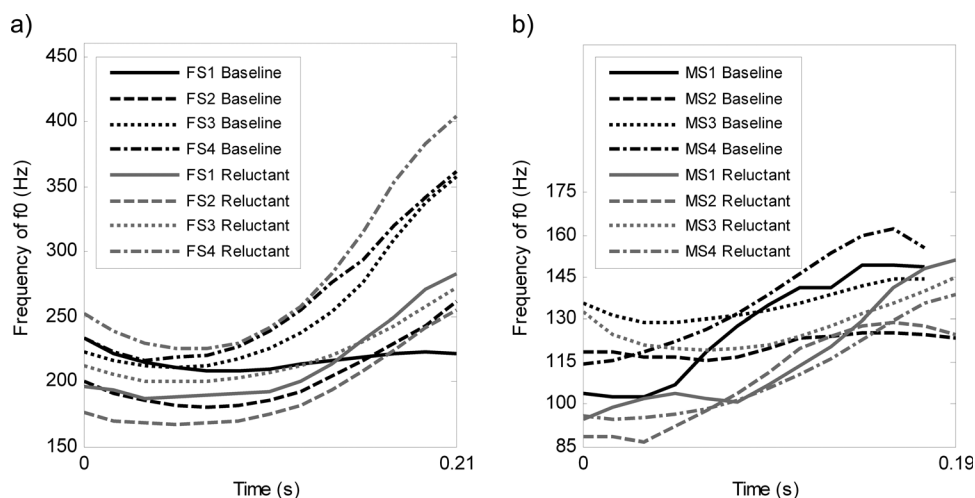 a)
450
400
350
300
250
200
150
Frequency of f0 (Hz)
FS1 Baseline
FS2 Baseline
FS3 Baseline
FS4 Baseline
FS1 Reluctant
FS2 Reluctant
FS3 Reluctant
FS4 Reluctant
0
0.21
Time (s)
b)
175
160
145
130
115
100
85
Frequency of f0 (Hz)
MS1 Baseline
MS2 Baseline
MS3 Baseline
MS4 Baseline
MS1 Reluctant
MS2 Reluctant
MS3 Reluctant
MS4 Reluctant
0
0.19
Time (s)